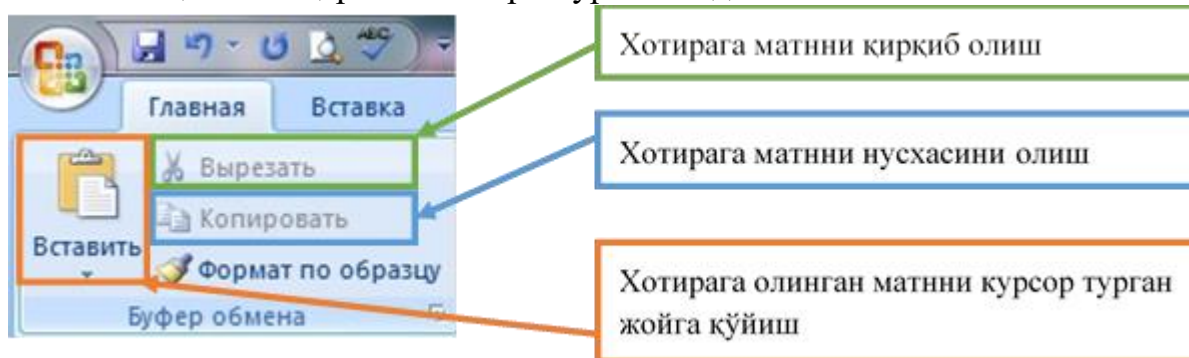 ABC
Хотирага матнни қирқиб олиш
Главная Вставка
Вырезать
Хотирага матнни нусхасини олиш
Копировать
Вставить
Формат по образцу
Хотирага олинган матнни курсор турган
жойга қўйиш
Буфер обмена